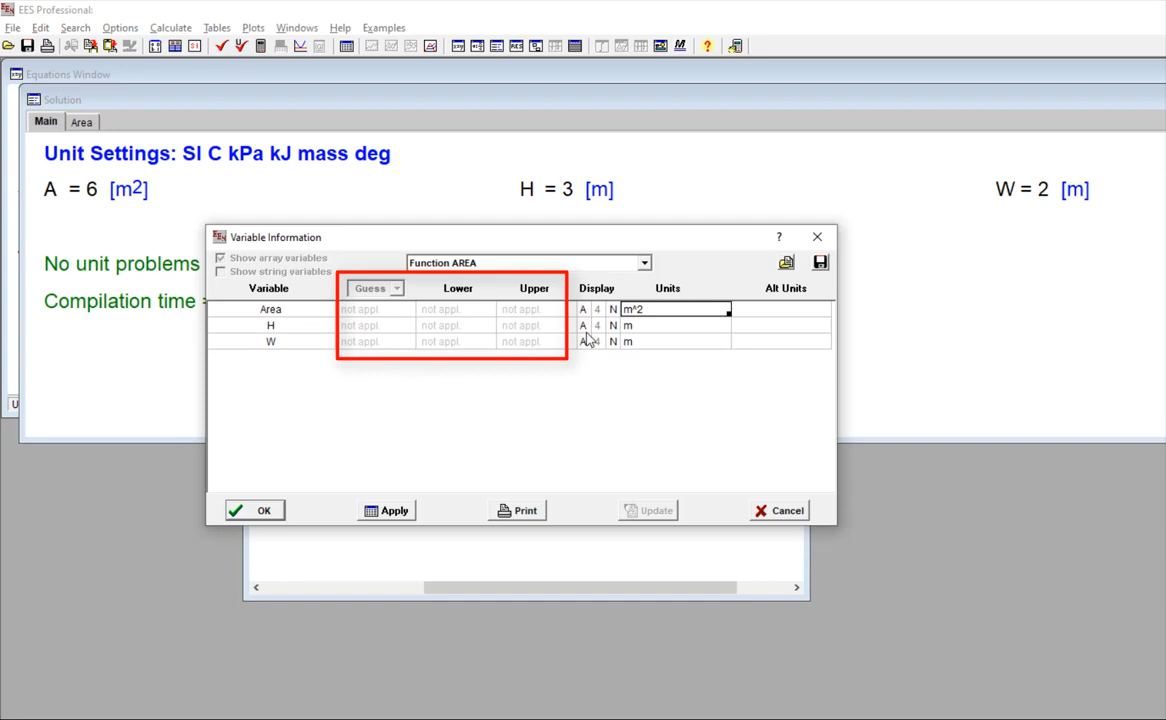 EES Professional:
File Edit Search Options Calculate Tables Plots Windows Help Examples
Equations Window
Solution
Main Area
Unit Settings: SI C kPa kJ mass deg
A = 6 [m2] H = 3 [m] W = 2 [m]
Variable Information
Show array variables
Function AREA
No unit problems
Show string variables
Variable Guess Lower Upper Display Units Alt Units
Compilation time =
Area not appl. not appl. not appl. A 4 N m^2
H not appl. not appl. not appl. A 4 N m
W not appl. not appl. not appl. A 4 N m
OK Apply Print Update Cancel